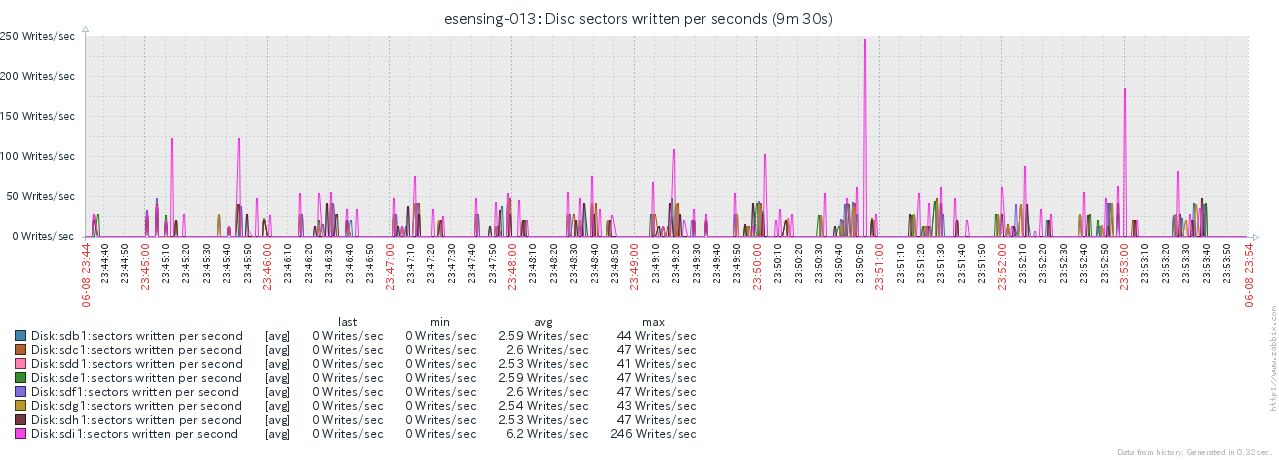 esensing-013: Disc sectors written per seconds (9m 30s)
250 Writes/sec
200 Writes/sec
150 Writes/sec
100 Writes/sec
50 Writes/sec
0 Writes/sec
06-08 23:44 23:44:40 23:44:50 23:45:00 23:45:10 23:45:20 23:45:30 23:45:40 23:45:50 23:46:00 23:46:10 23:46:20 23:46:30 23:46:40 23:46:50 23:47:00 23:47:10 23:47:20 23:47:30 23:47:40 23:47:50 23:48:00 23:48:10 23:48:20 23:48:30 23:48:40 23:48:50 23:49:00 23:49:10 23:49:20 23:49:30 23:49:40 23:49:50 23:50:00 23:50:10 23:50:20 23:50:30 23:50:40 23:50:50 23:51:00 23:51:10 23:51:20 23:51:30 23:51:40 23:51:50 23:52:00 23:52:10 23:52:20 23:52:30 23:52:40 23:52:50 23:53:00 23:53:10 23:53:20 23:53:30 23:53:40 23:53:50 06-08 23:54
last min avg max
Disk:sdb1:sectors written per second [avg] 0 Writes/sec 0 Writes/sec 2.59 Writes/sec 44 Writes/sec
Disk:sdc1:sectors written per second [avg] 0 Writes/sec 0 Writes/sec 2.6 Writes/sec 47 Writes/sec
Disk:sdd1:sectors written per second [avg] 0 Writes/sec 0 Writes/sec 2.53 Writes/sec 41 Writes/sec
Disk:sde1:sectors written per second [avg] 0 Writes/sec 0 Writes/sec 2.59 Writes/sec 47 Writes/sec
Disk:sdf1:sectors written per second [avg] 0 Writes/sec 0 Writes/sec 2.6 Writes/sec 47 Writes/sec
Disk:sdg1:sectors written per second [avg] 0 Writes/sec 0 Writes/sec 2.54 Writes/sec 43 Writes/sec
Disk:sdh1:sectors written per second [avg] 0 Writes/sec 0 Writes/sec 2.53 Writes/sec 47 Writes/sec
Disk:sdi1:sectors written per second [avg] 0 Writes/sec 0 Writes/sec 6.2 Writes/sec 246 Writes/sec
https://www.zabbix.com
Data from history. Generated in 0.32 sec.